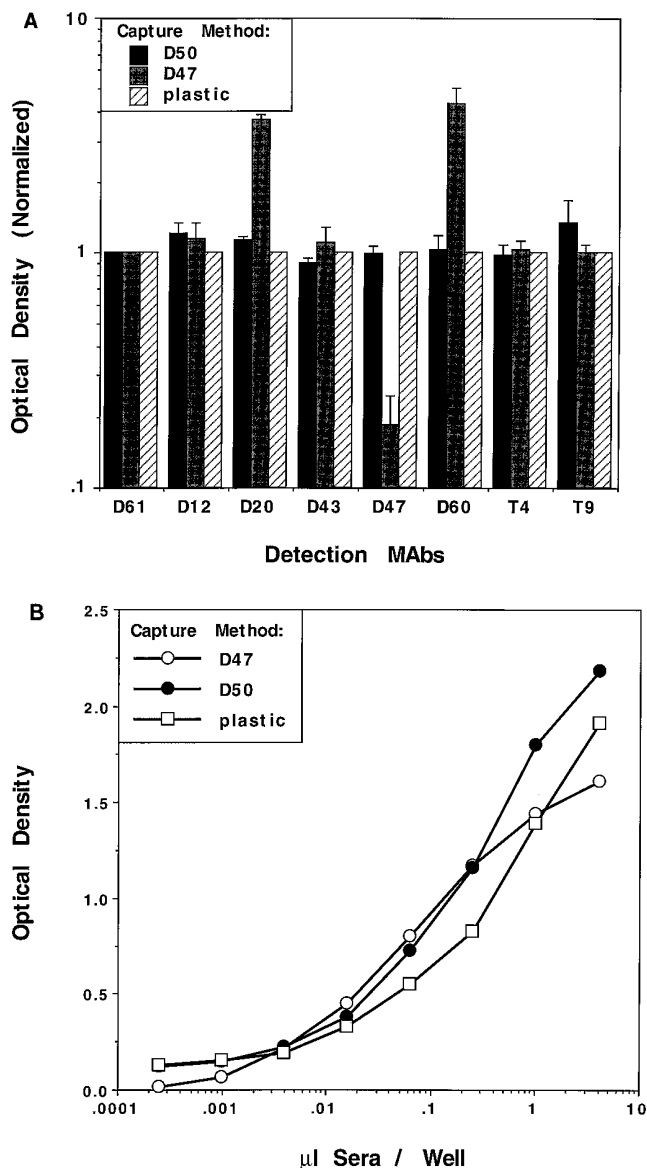 A
Capture Method:
D50
D47
plastic
10
1
.1
Optical Density (Normalized)
D61 D12 D20 D43 D47 D60 T4 T9
Detection MAbs
B
Capture Method:
D47
D50
plastic
2.5
2.0
1.5
1.0
0.5
0.0
Optical Density
.0001 .001 .01 .1 1 10
µl Sera / Well